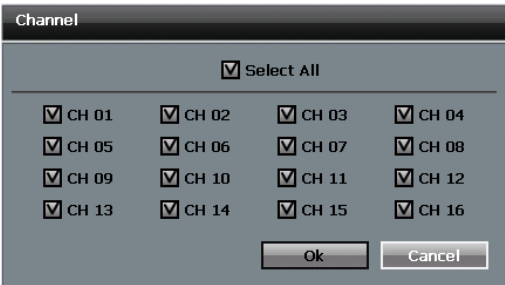 Channel
Select All
CH 01 CH 02 CH 03 CH 04
CH 05 CH 06 CH 07 CH 08
CH 09 CH 10 CH 11 CH 12
CH 13 CH 14 CH 15 CH 16
Ok Cancel